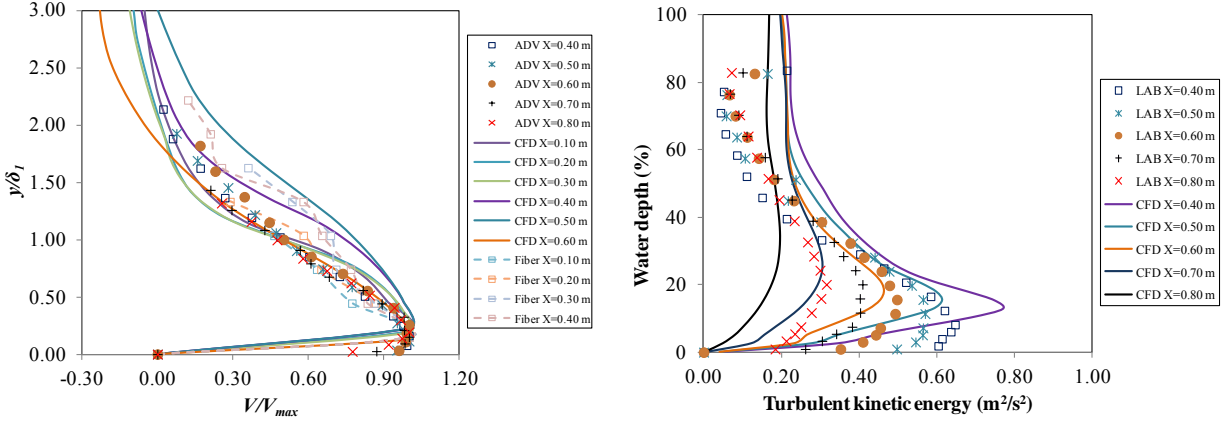 3.00
2.50
2.00
1.50
1.00
0.50
0.00
y/δ1
-0.30 0.00 0.30 0.60 0.90 1.20
V/Vmax
ADV X=0.40 m
ADV X=0.50 m
ADV X=0.60 m
ADV X=0.70 m
ADV X=0.80 m
CFD X=0.10 m
CFD X=0.20 m
CFD X=0.30 m
CFD X=0.40 m
CFD X=0.50 m
CFD X=0.60 m
Fiber X=0.10 m
Fiber X=0.20 m
Fiber X=0.30 m
Fiber X=0.40 m
100
80
60
40
20
0
Water depth (%)
0.00 0.20 0.40 0.60 0.80 1.00
Turbulent kinetic energy (m²/s²)
LAB X=0.40 m
LAB X=0.50 m
LAB X=0.60 m
LAB X=0.70 m
LAB X=0.80 m
CFD X=0.40 m
CFD X=0.50 m
CFD X=0.60 m
CFD X=0.70 m
CFD X=0.80 m